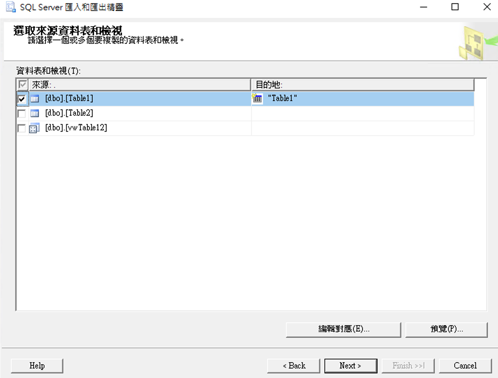 SQL Server 匯入和匯出精靈
選取來源資料表和檢視
請選擇一個或多個要複製的資料表和檢視。
資料表和檢視(T):
來源: . 目的地:
[dbo].[Table1] "Table1"
[dbo].[Table2]
[dbo].[vwTable12]
編輯對應(E)... 預覽(P)...
Help < Back Next > Finish >>| Cancel